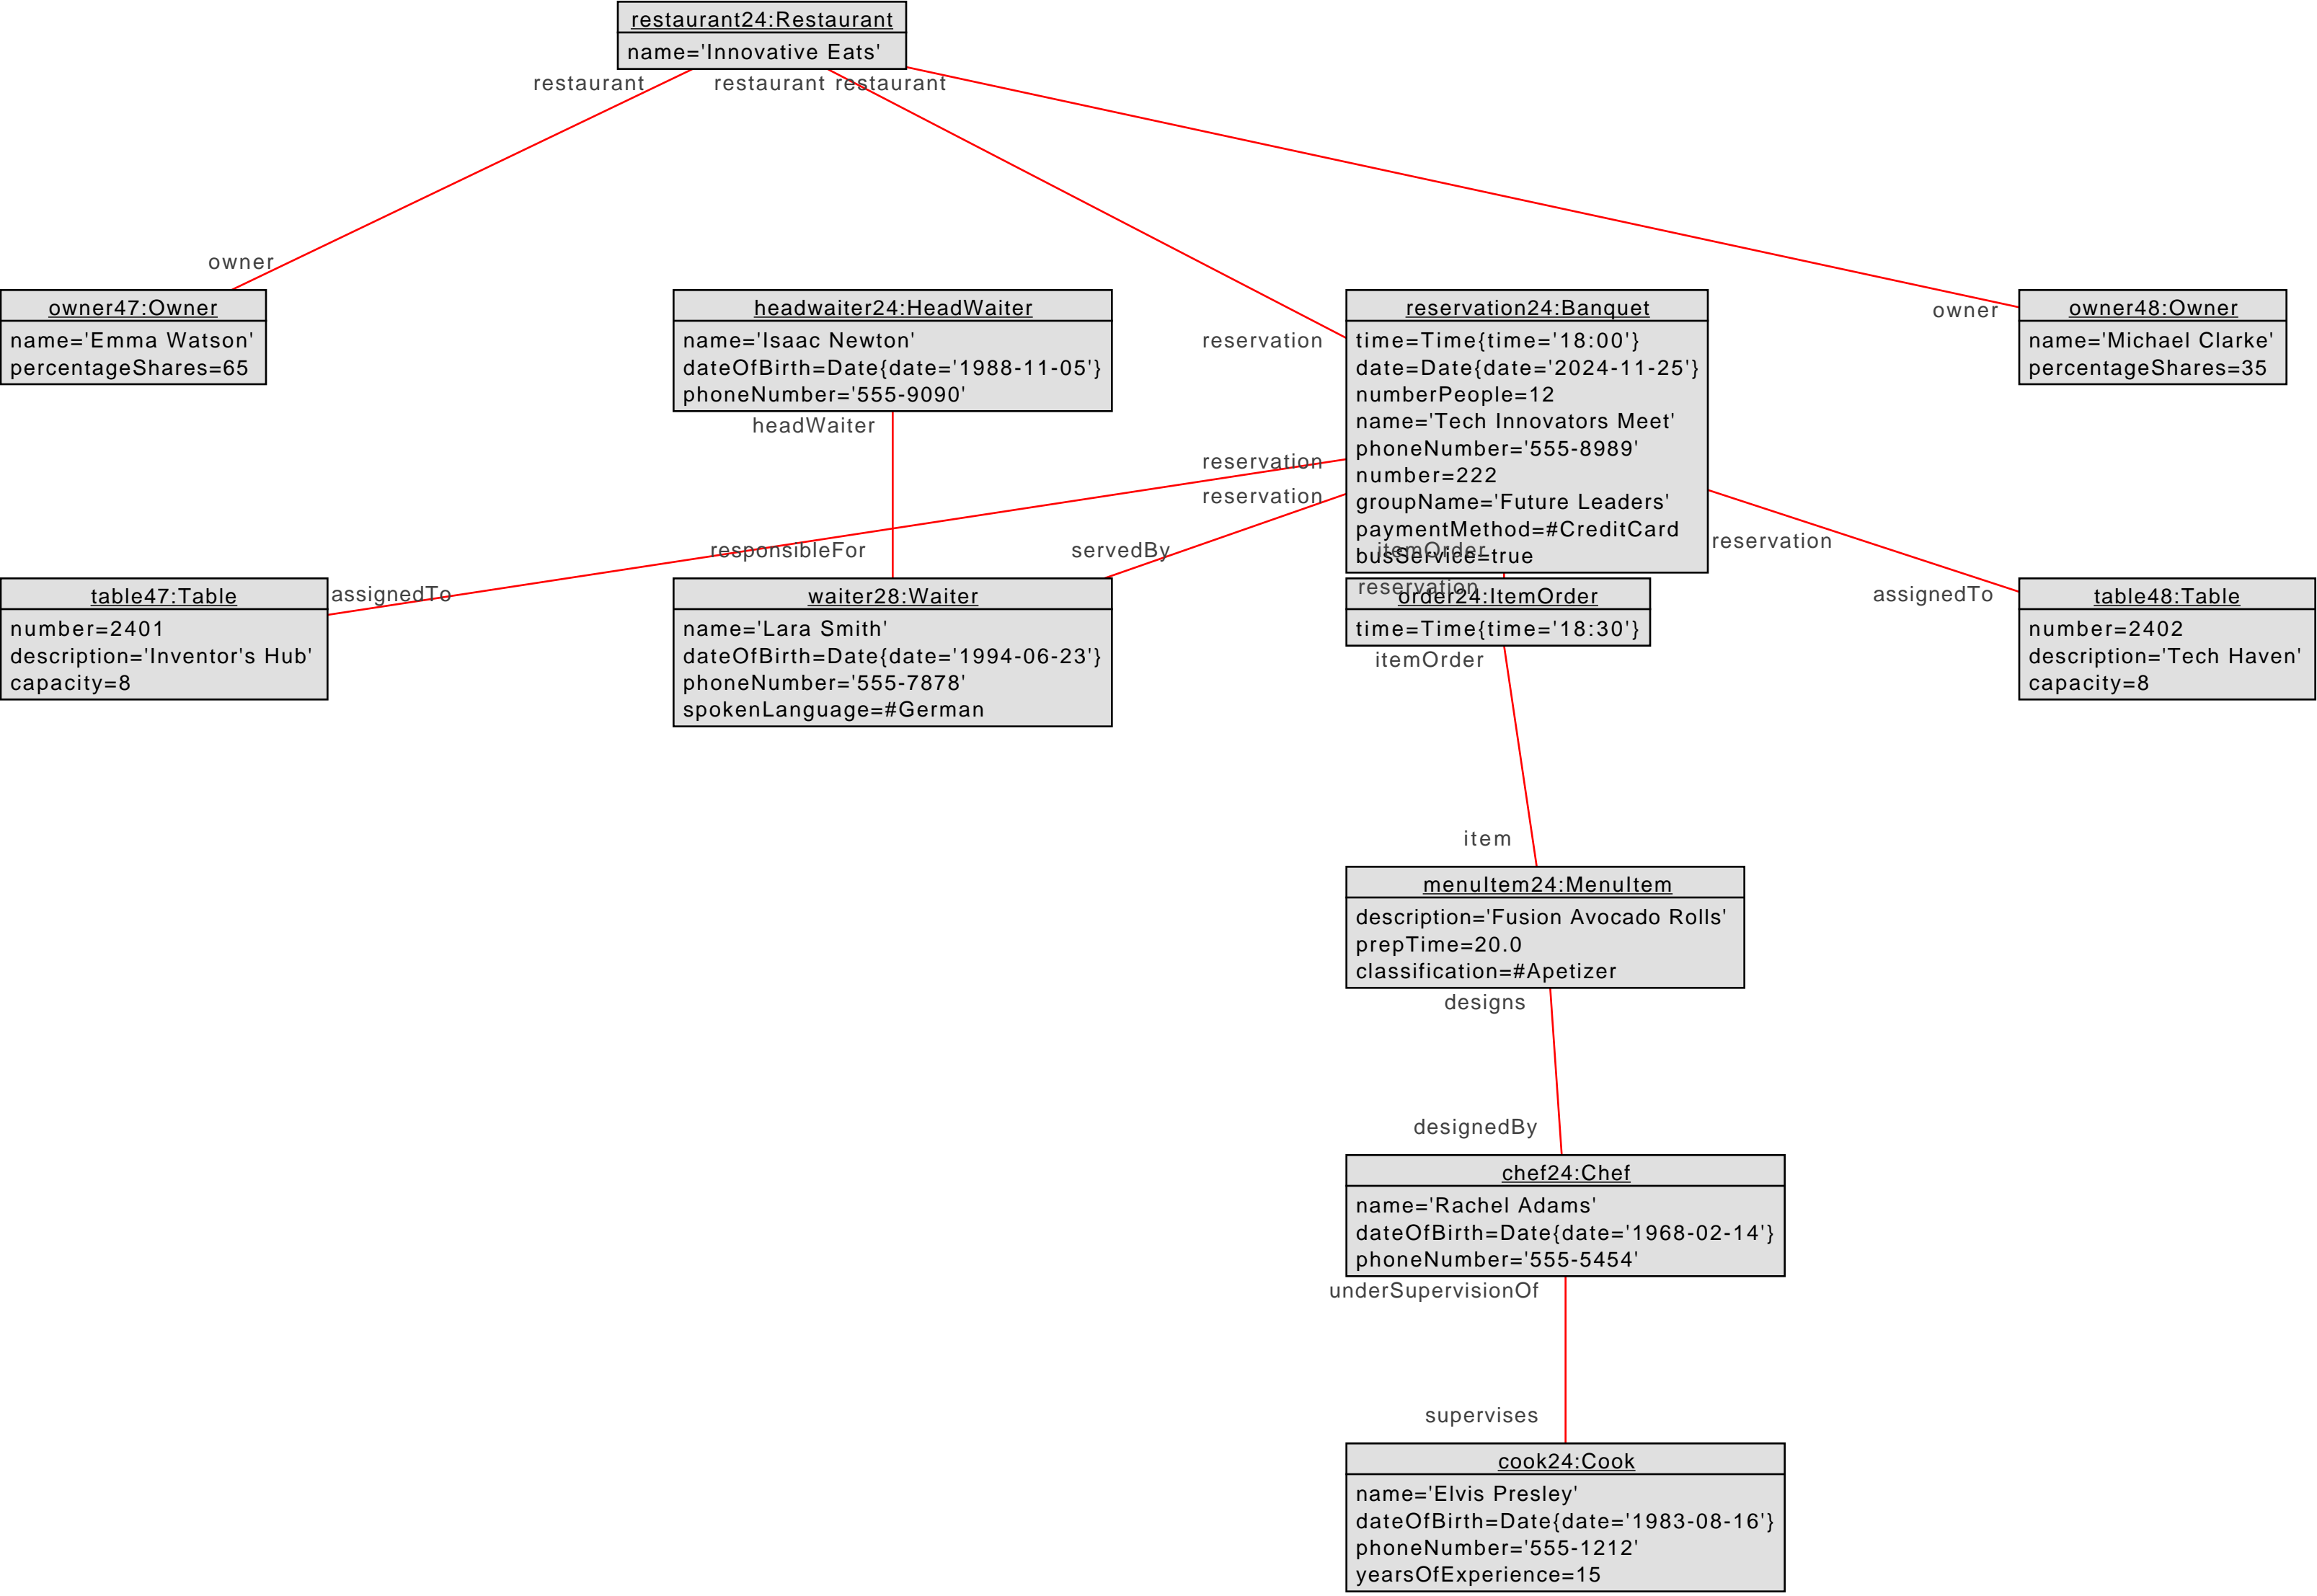 restaurant24:Restaurant
name='Innovative Eats'
restaurant
restaurant
restaurant
owner
owner
owner47:Owner
name='Emma Watson'
percentageShares=65
headwaiter24:HeadWaiter
name='Isaac Newton'
dateOfBirth=Date{date='1988-11-05'}
phoneNumber='555-9090'
headWaiter
reservation
reservation
reservation
reservation24:Banquet
time=Time{time='18:00'}
date=Date{date='2024-11-25'}
numberPeople=12
name='Tech Innovators Meet'
phoneNumber='555-8989'
number=222
groupName='Future Leaders'
paymentMethod=#CreditCard
busService=true
itemOrder
owner48:Owner
name='Michael Clarke'
percentageShares=35
reservation
responsibleFor
servedBy
assignedTo
assignedTo
table47:Table
number=2401
description='Inventor's Hub'
capacity=8
waiter28:Waiter
name='Lara Smith'
dateOfBirth=Date{date='1994-06-23'}
phoneNumber='555-7878'
spokenLanguage=#German
reservation
order24:ItemOrder
time=Time{time='18:30'}
itemOrder
table48:Table
number=2402
description='Tech Haven'
capacity=8
item
menuItem24:MenuItem
description='Fusion Avocado Rolls'
prepTime=20.0
classification=#Apetizer
designs
designedBy
chef24:Chef
name='Rachel Adams'
dateOfBirth=Date{date='1968-02-14'}
phoneNumber='555-5454'
underSupervisionOf
supervises
cook24:Cook
name='Elvis Presley'
dateOfBirth=Date{date='1983-08-16'}
phoneNumber='555-1212'
yearsOfExperience=15